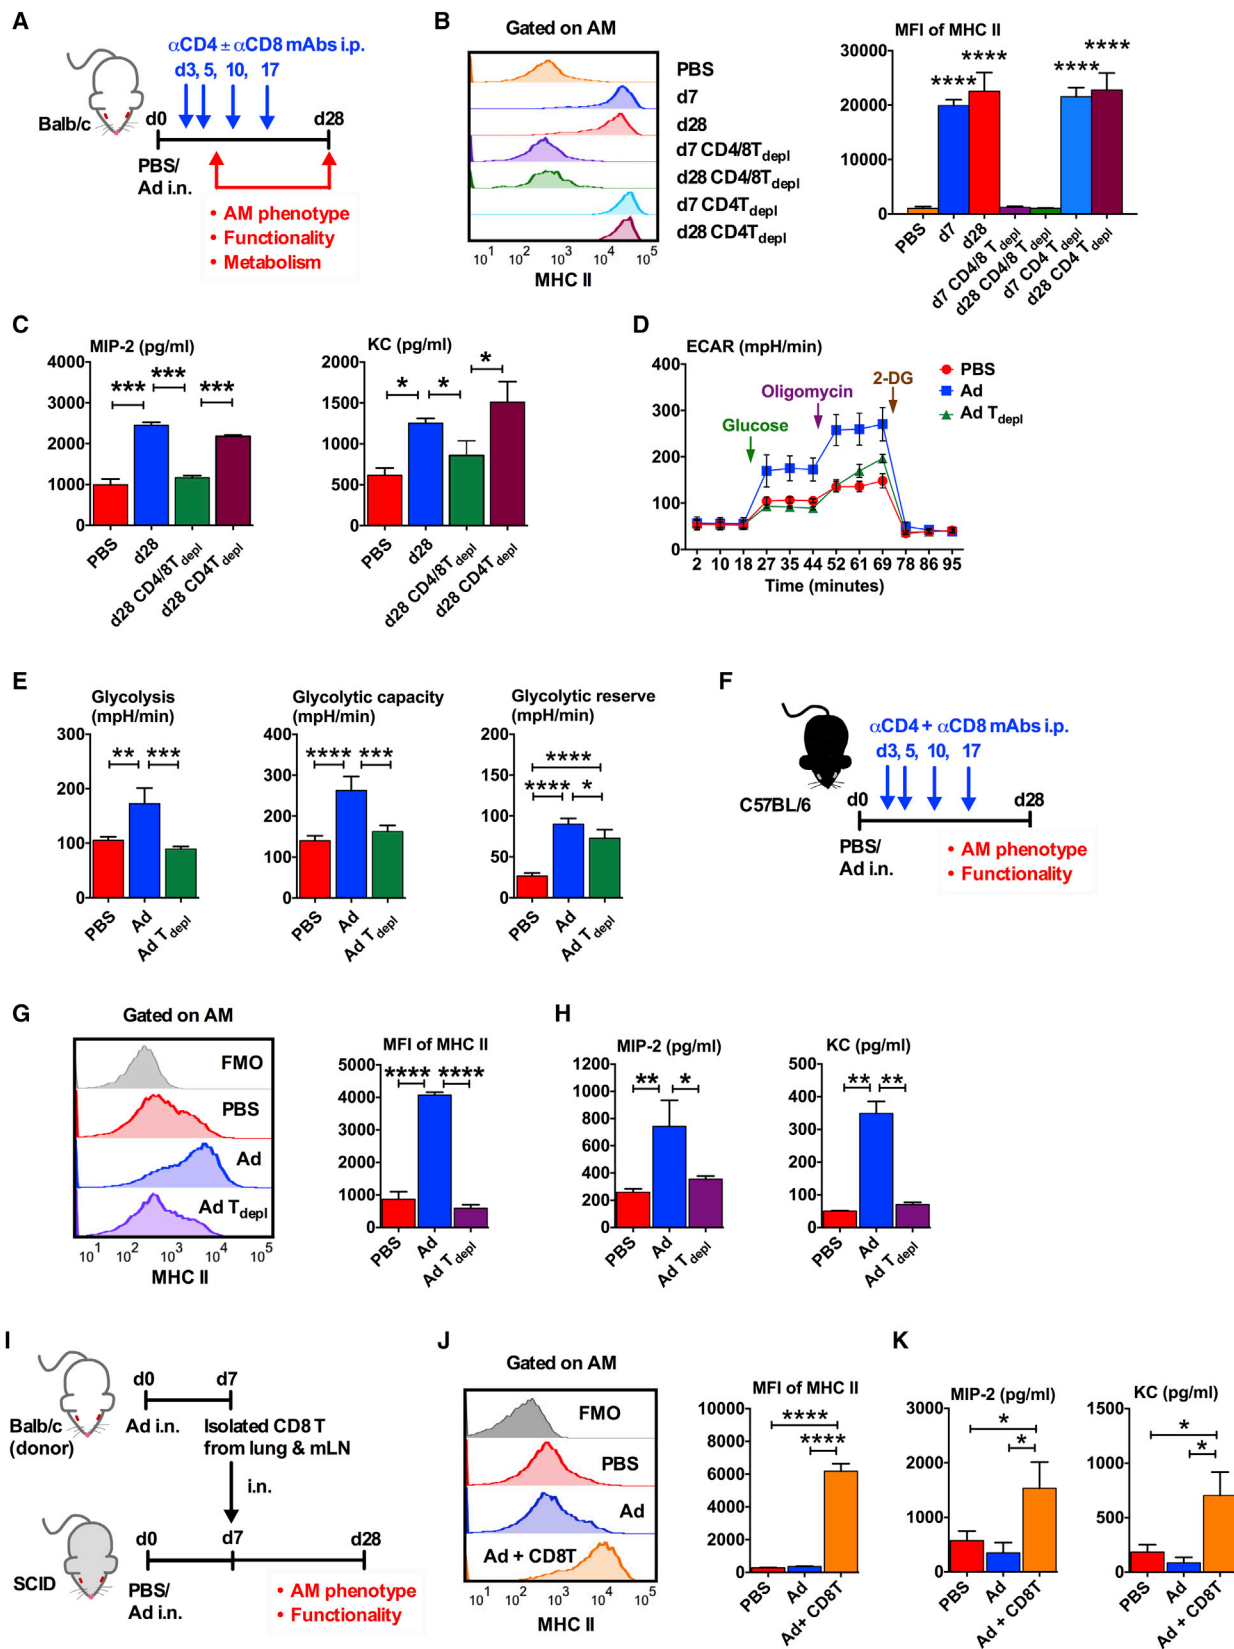 A
αCD4 ± αCD8 mAbs i.p.
d3, 5, 10, 17
Balb/c
d0
d28
PBS/
Ad i.n.
• AM phenotype
• Functionality
• Metabolism
B
Gated on AM
PBS
d7
d28
d7 CD4/8Tdepl
d28 CD4/8Tdepl
d7 CD4Tdepl
d28 CD4Tdepl
10¹ 10² 10³ 10⁴ 10⁵
MHC II
MFI of MHC II
30000
20000
10000
0
**** **** **** ****
PBS
d7
d28
d7 CD4/8 Tdepl
d28 CD4/8 Tdepl
d7 CD4 Tdepl
d28 CD4 Tdepl
C
MIP-2 (pg/ml)
4000
3000
2000
1000
0
*** *** ***
PBS
d28
d28 CD4/8Tdepl
d28 CD4Tdepl
KC (pg/ml)
2000
1500
1000
500
0
* * *
PBS
d28
d28 CD4/8Tdepl
d28 CD4Tdepl
D
ECAR (mpH/min)
400
300
200
100
0
Glucose
Oligomycin
2-DG
PBS
Ad
Ad Tdepl
2 10 18 27 35 44 52 61 69 78 86 95
Time (minutes)
E
Glycolysis
(mpH/min)
300
200
100
0
** ***
PBS
Ad
Ad Tdepl
Glycolytic capacity
(mpH/min)
400
300
200
100
0
**** ***
PBS
Ad
Ad Tdepl
Glycolytic reserve
(mpH/min)
200
150
100
50
0
****
**** *
PBS
Ad
Ad Tdepl
F
αCD4 + αCD8 mAbs i.p.
d3, 5, 10, 17
C57BL/6
d0
d28
PBS/
Ad i.n.
• AM phenotype
• Functionality
G
Gated on AM
FMO
PBS
Ad
Ad Tdepl
10¹ 10² 10³ 10⁴ 10⁵
MHC II
MFI of MHC II
5000
4000
3000
2000
1000
0
**** ****
PBS
Ad
Ad Tdepl
H
MIP-2 (pg/ml)
1200
1000
800
600
400
200
0
** *
PBS
Ad
Ad Tdepl
KC (pg/ml)
500
400
300
200
100
0
** **
PBS
Ad
Ad Tdepl
I
d0
d7
Balb/c
(donor)
Ad i.n.
Isolated CD8 T
from lung & mLN
i.n.
d0
d7
d28
SCID
PBS/
Ad i.n.
• AM phenotype
• Functionality
J
Gated on AM
FMO
PBS
Ad
Ad + CD8T
10¹ 10² 10³ 10⁴ 10⁵
MHC II
MFI of MHC II
10000
8000
6000
4000
2000
0
****
****
PBS
Ad
Ad+ CD8T
K
MIP-2 (pg/ml)
3000
2000
1000
0
*
*
PBS
Ad
Ad + CD8T
KC (pg/ml)
1500
1000
500
0
*
*
PBS
Ad
Ad + CD8T